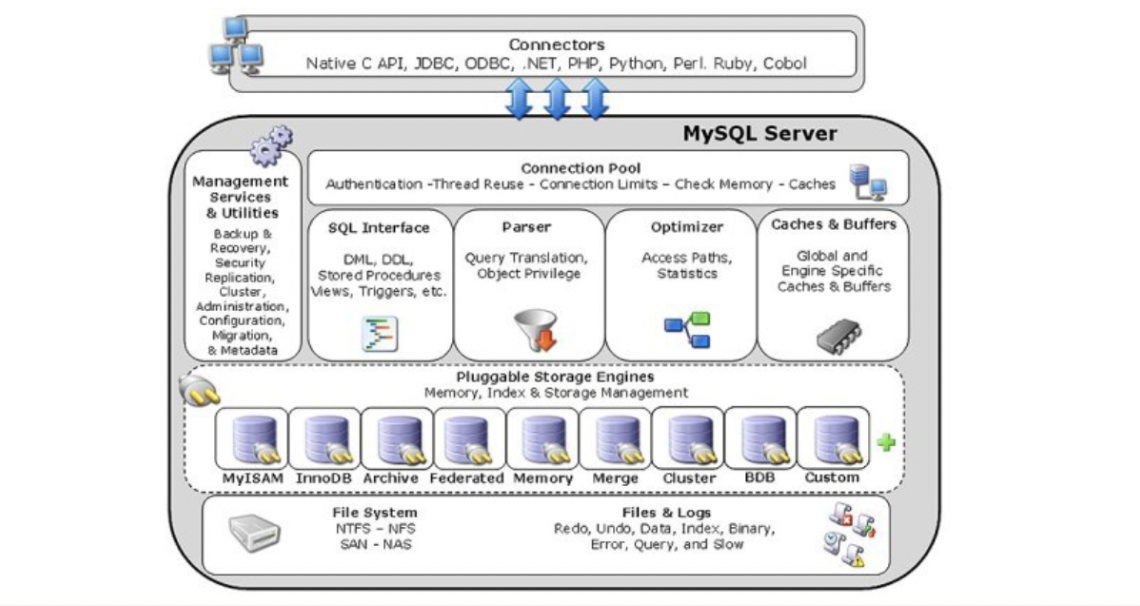 Connectors
Native C API, JDBC, ODBC, .NET, PHP, Python, Perl. Ruby, Cobol
MySQL Server
Management
Services
& Utilities
Backup &
Recovery,
Security
Replication,
Cluster,
Administration,
Configuration,
Migration,
& Metadata
Connection Pool
Authentication -Thread Reuse - Connection Limits – Check Memory - Caches
SQL Interface
DML, DDL,
Stored Procedures
Views, Triggers, etc.
Parser
Query Translation,
Object Privilege
Optimizer
Access Paths,
Statistics
Caches & Buffers
Global and
Engine Specific
Caches & Buffers
Pluggable Storage Engines
Memory, Index & Storage Management
MyISAM InnoDB Archive Federated Memory Merge Cluster BDB Custom
File System
NTFS – NFS
SAN - NAS
Files & Logs
Redo, Undo, Data, Index, Binary,
Error, Query, and Slow